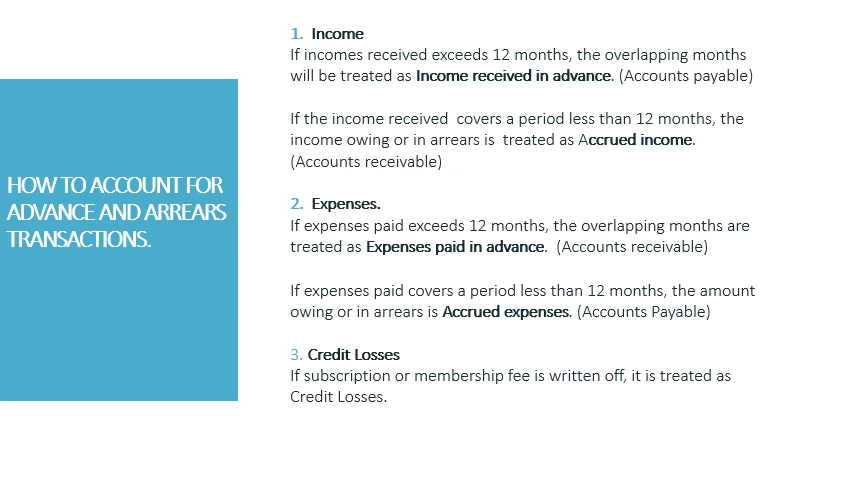 HOW TO ACCOUNT FOR
ADVANCE AND ARREARS
TRANSACTIONS.
1. Income
If incomes received exceeds 12 months, the overlapping months
will be treated as Income received in advance. (Accounts payable)
If the income received covers a period less than 12 months, the
income owing or in arrears is treated as Accrued income.
(Accounts receivable)
2. Expenses.
If expenses paid exceeds 12 months, the overlapping months are
treated as Expenses paid in advance. (Accounts receivable)
If expenses paid covers a period less than 12 months, the amount
owing or in arrears is Accrued expenses. (Accounts Payable)
3. Credit Losses
If subscription or membership fee is written off, it is treated as
Credit Losses.